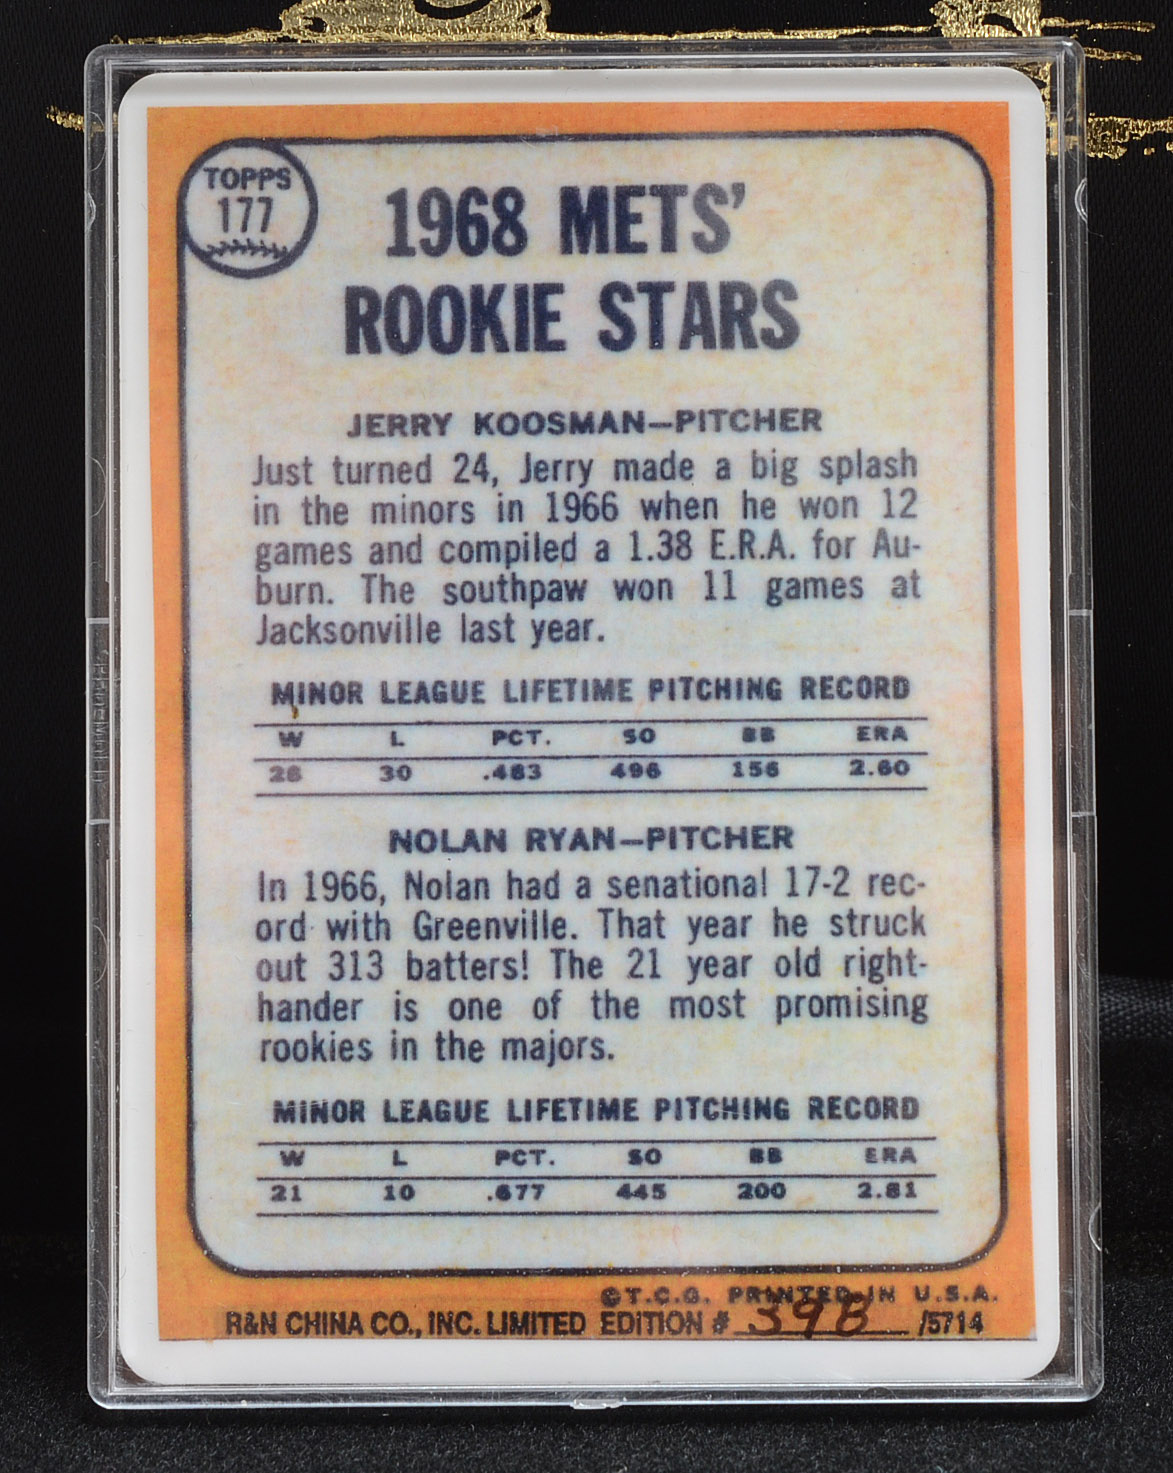 TOPPS
177
1968 METS'
ROOKIE STARS
JERRY KOOSMAN—PITCHER
Just turned 24, Jerry made a big splash
in the minors in 1966 when he won 12
games and compiled a 1.38 E.R.A. for Au-
burn. The southpaw won 11 games at
Jacksonville last year.
MINOR LEAGUE LIFETIME PITCHING RECORD
W L PCT. SO BB ERA
28 30 .483 496 156 2.60
NOLAN RYAN—PITCHER
In 1966, Nolan had a senational 17-2 rec-
ord with Greenville. That year he struck
out 313 batters! The 21 year old right-
hander is one of the most promising
rookies in the majors.
MINOR LEAGUE LIFETIME PITCHING RECORD
W L PCT. SO BB ERA
21 10 .677 445 200 2.81
©T.C.G. PRINTED IN U.S.A.
R&N CHINA CO., INC. LIMITED EDITION # 398 /5714